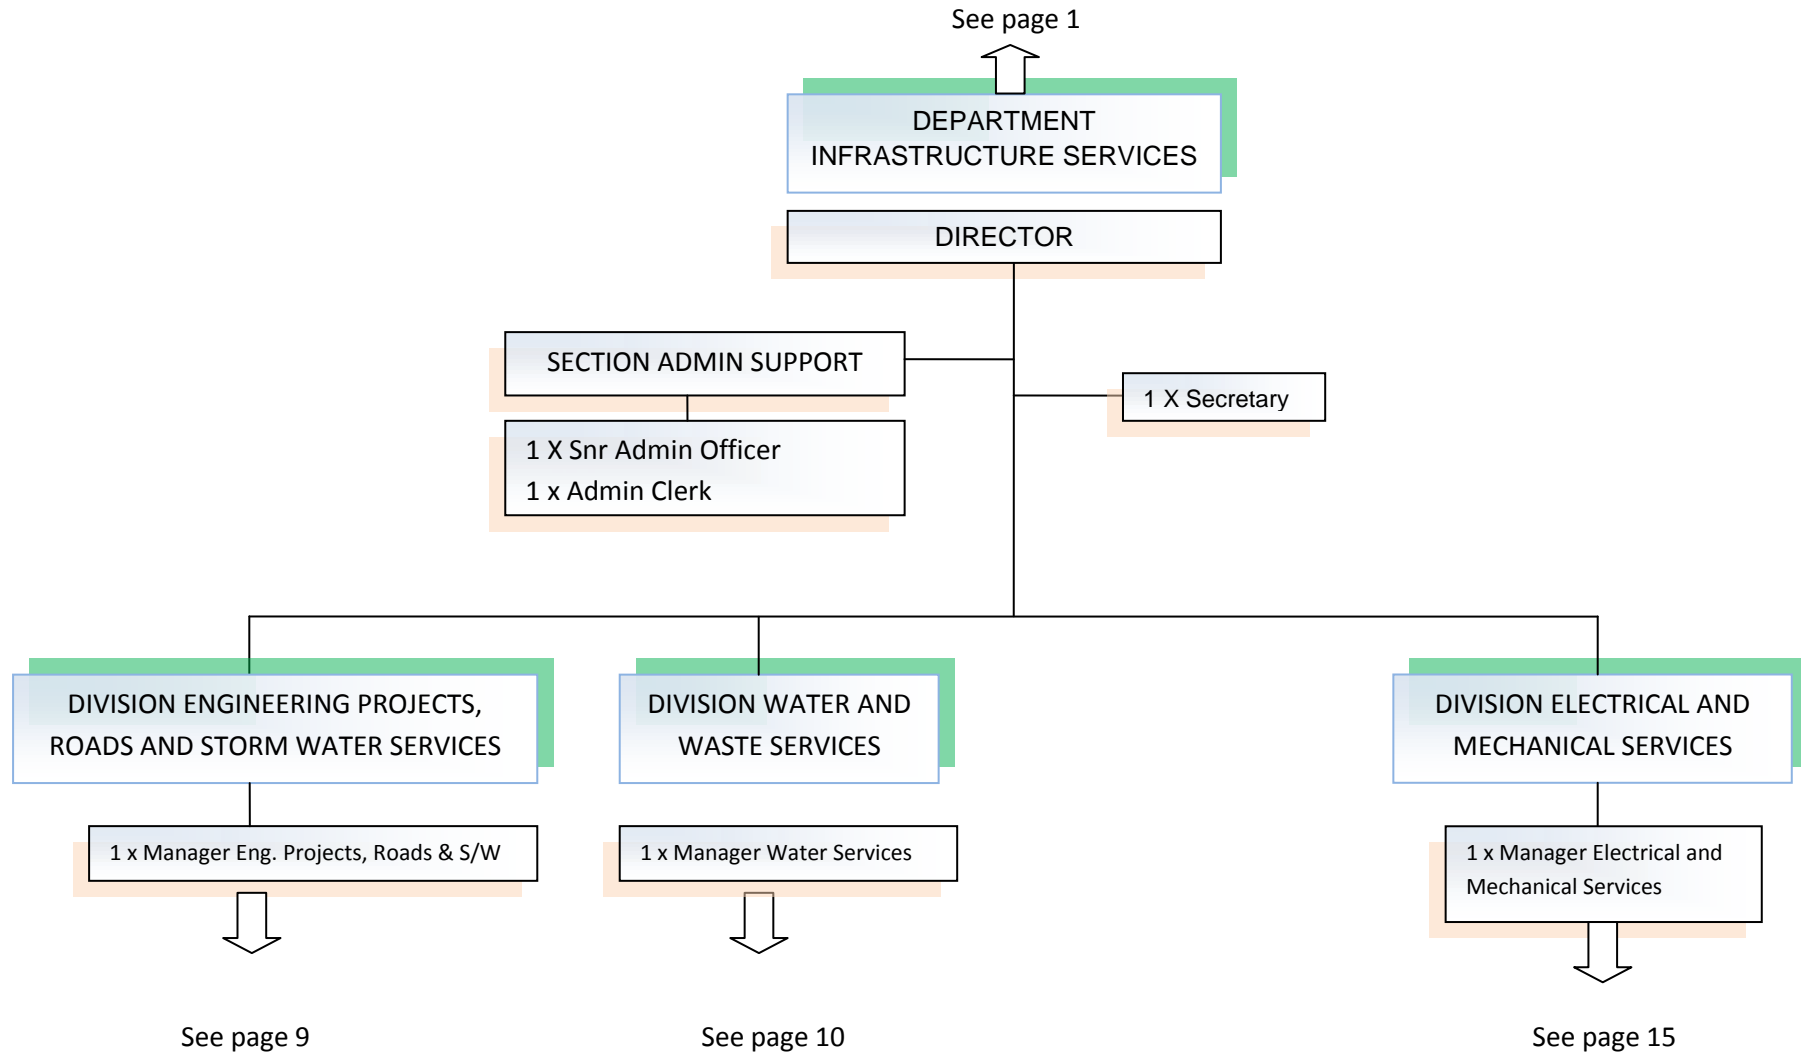 See page 1
DEPARTMENT
INFRASTRUCTURE SERVICES
DIRECTOR
SECTION ADMIN SUPPORT
1 X Secretary
1 X Snr Admin Officer
1 x Admin Clerk
DIVISION ENGINEERING PROJECTS,
ROADS AND STORM WATER SERVICES
DIVISION WATER AND
WASTE SERVICES
DIVISION ELECTRICAL AND
MECHANICAL SERVICES
1 x Manager Eng. Projects, Roads & S/W
1 x Manager Water Services
1 x Manager Electrical and
Mechanical Services
See page 9
See page 10
See page 15